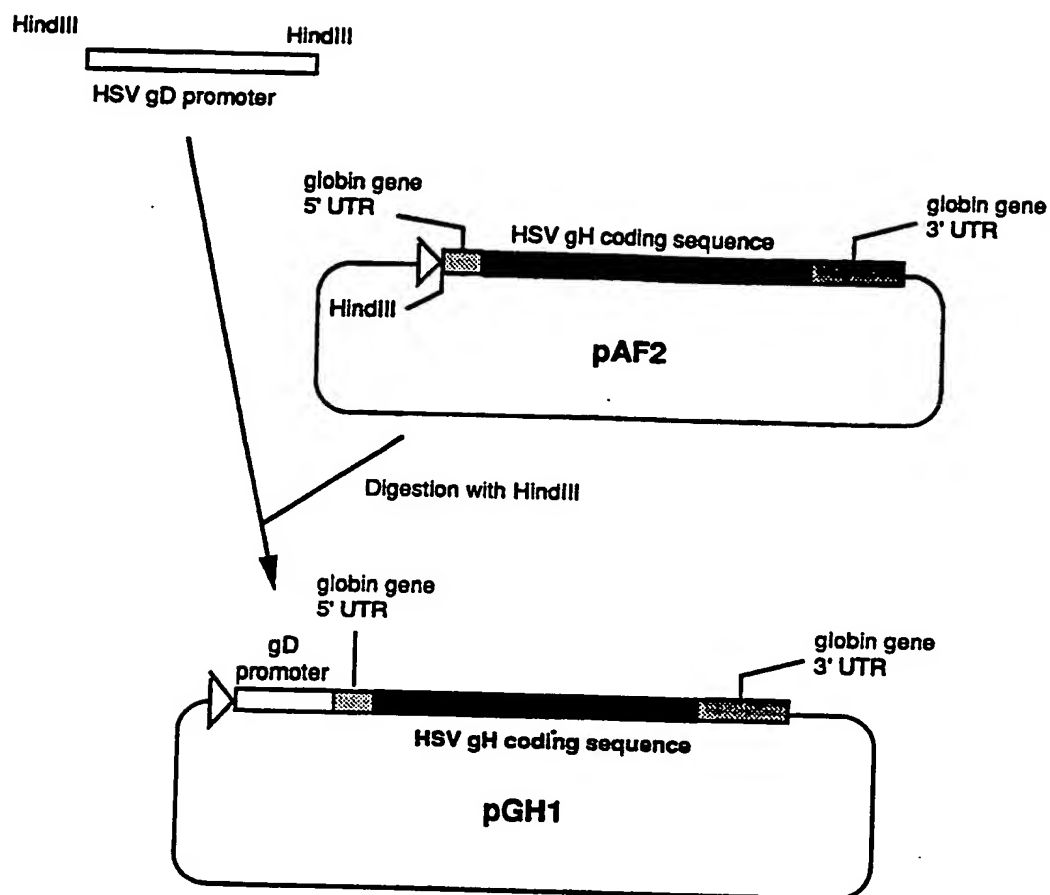 HindIII
HindIII
HSV gD promoter
globin gene
5' UTR
HSV gH coding sequence
globin gene
3' UTR
HindIII
pAF2
Digestion with HindIII
globin gene
5' UTR
gD
promoter
globin gene
3' UTR
HSV gH coding sequence
pGH1